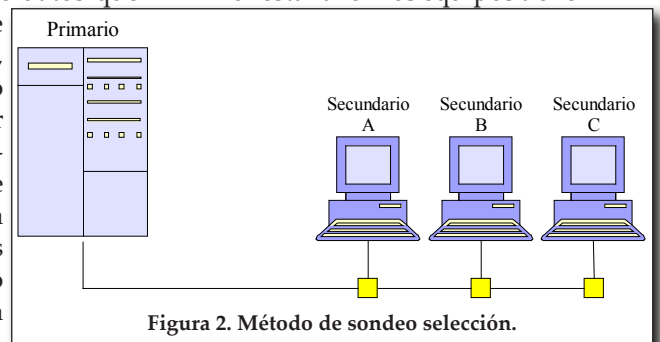 Primario
Secundario Secundario Secundario
A B C
Figura 2. Método de sondeo selección.